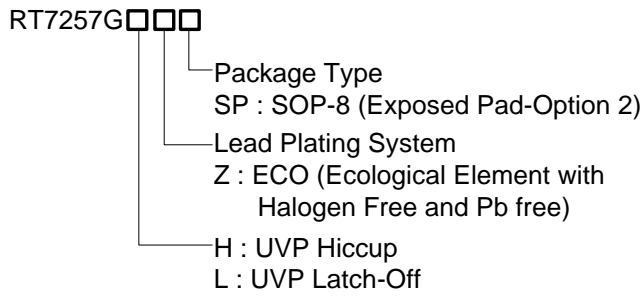 RT7257G□□□
Package Type
SP : SOP-8 (Exposed Pad-Option 2)
Lead Plating System
Z : ECO (Ecological Element with
Halogen Free and Pb free)
H : UVP Hiccup
L : UVP Latch-Off